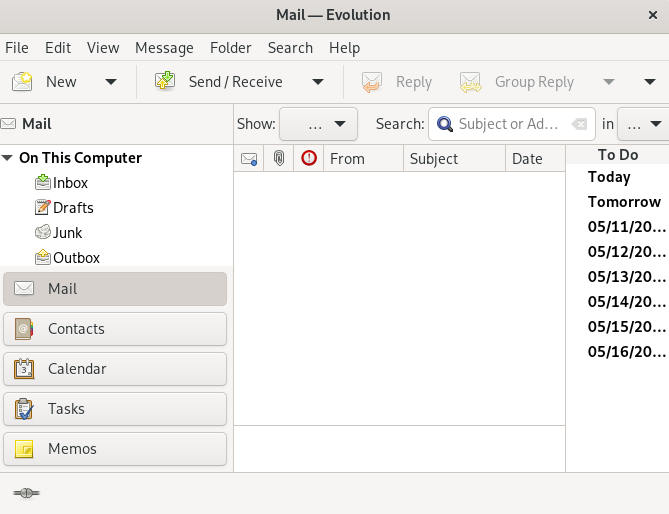 Mail — Evolution
File Edit View Message Folder Search Help
New Send / Receive Reply Group Reply
Mail Show: ... Search: Subject or Ad... in ...
On This Computer
Inbox
Drafts
Junk
Outbox
Mail
Contacts
3 Calendar
Tasks
Memos
From Subject Date
To Do
Today
Tomorrow
05/11/20...
05/12/20...
05/13/20...
05/14/20...
05/15/20...
05/16/20...